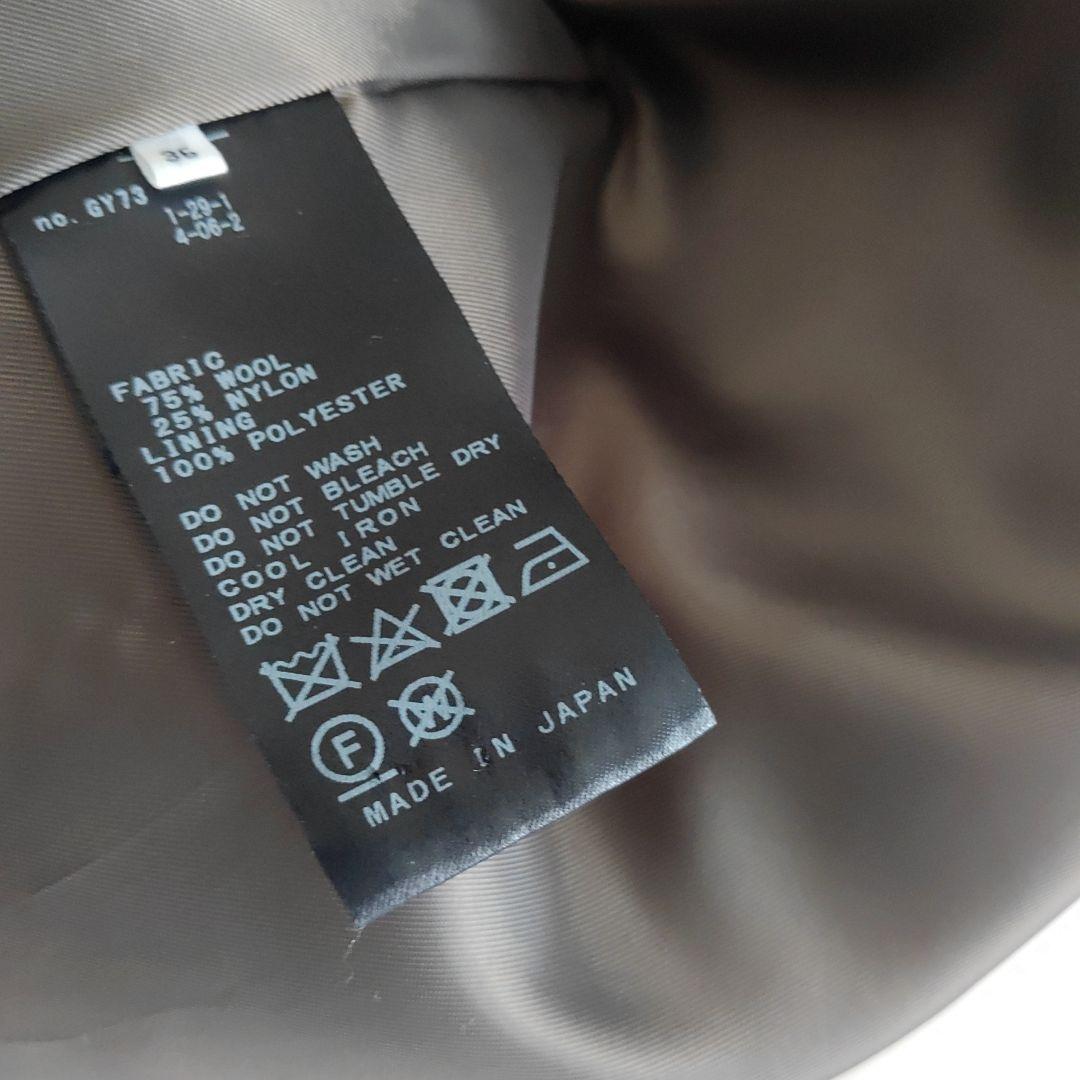 36
no. GY73
1-29-1
4-06-2
FABRIC
75% WOOL
25% NYLON
LINING
100% POLYESTER
DO NOT WASH
DO NOT BLEACH
DO NOT TUMBLE DRY
COOL IRON
DRY CLEAN
DO NOT WET CLEAN
F W
MADE IN JAPAN